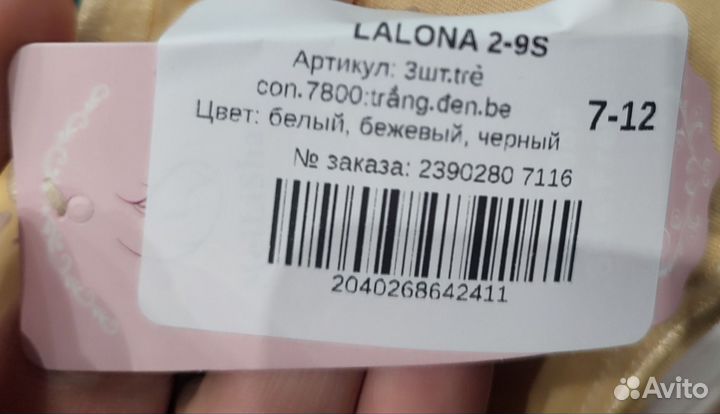 LALONA 2-9S
Артикул: 3шт.trẻ
con.7800:trắng.đen.be
7-12
Цвет: белый, бежевый, черный
№ заказа: 2390280 7116
2040268642411
Avito